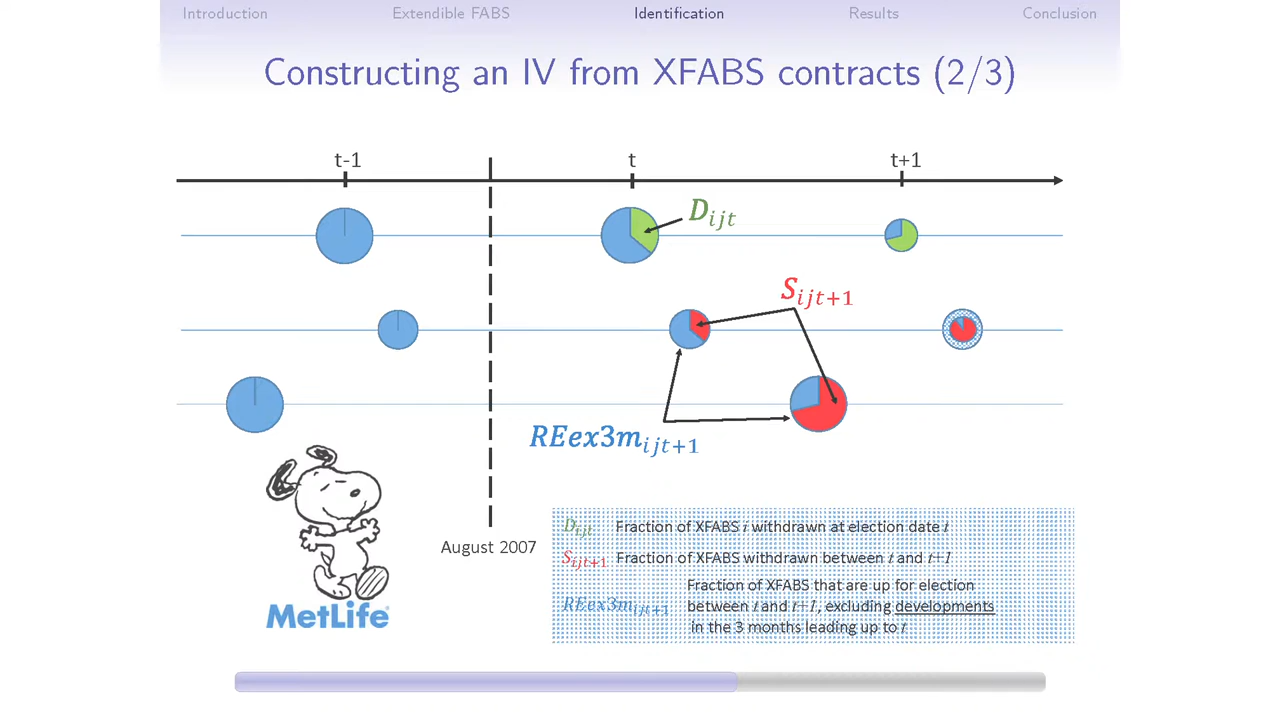 Introduction Extendible FABS Identification Results Conclusion
Constructing an IV from XFABS contracts (2/3)
t-1 t t+1
D_ijt
S_ijt+1
REex3m_ijt+1
August 2007
MetLife
D_ijt Fraction of XFABS i withdrawn at election date t
S_ijt+1 Fraction of XFABS withdrawn between t and t+1
REex3m_ijt+1 Fraction of XFABS that are up for election
between t and t+1, excluding developments
in the 3 months leading up to t